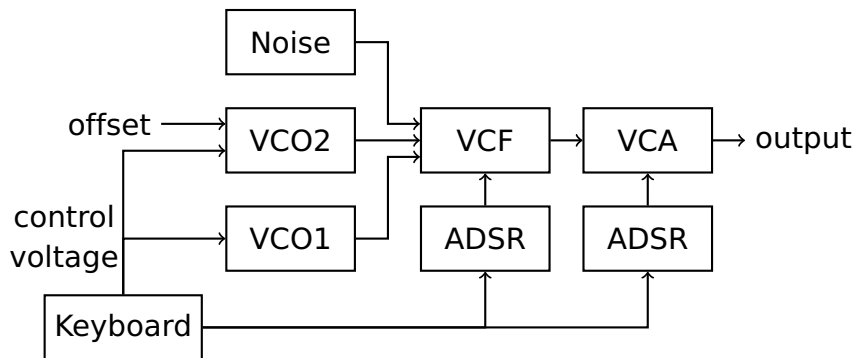 Noise
offset
VCO2
VCF
VCA
output
control
voltage
VCO1
ADSR
ADSR
Keyboard